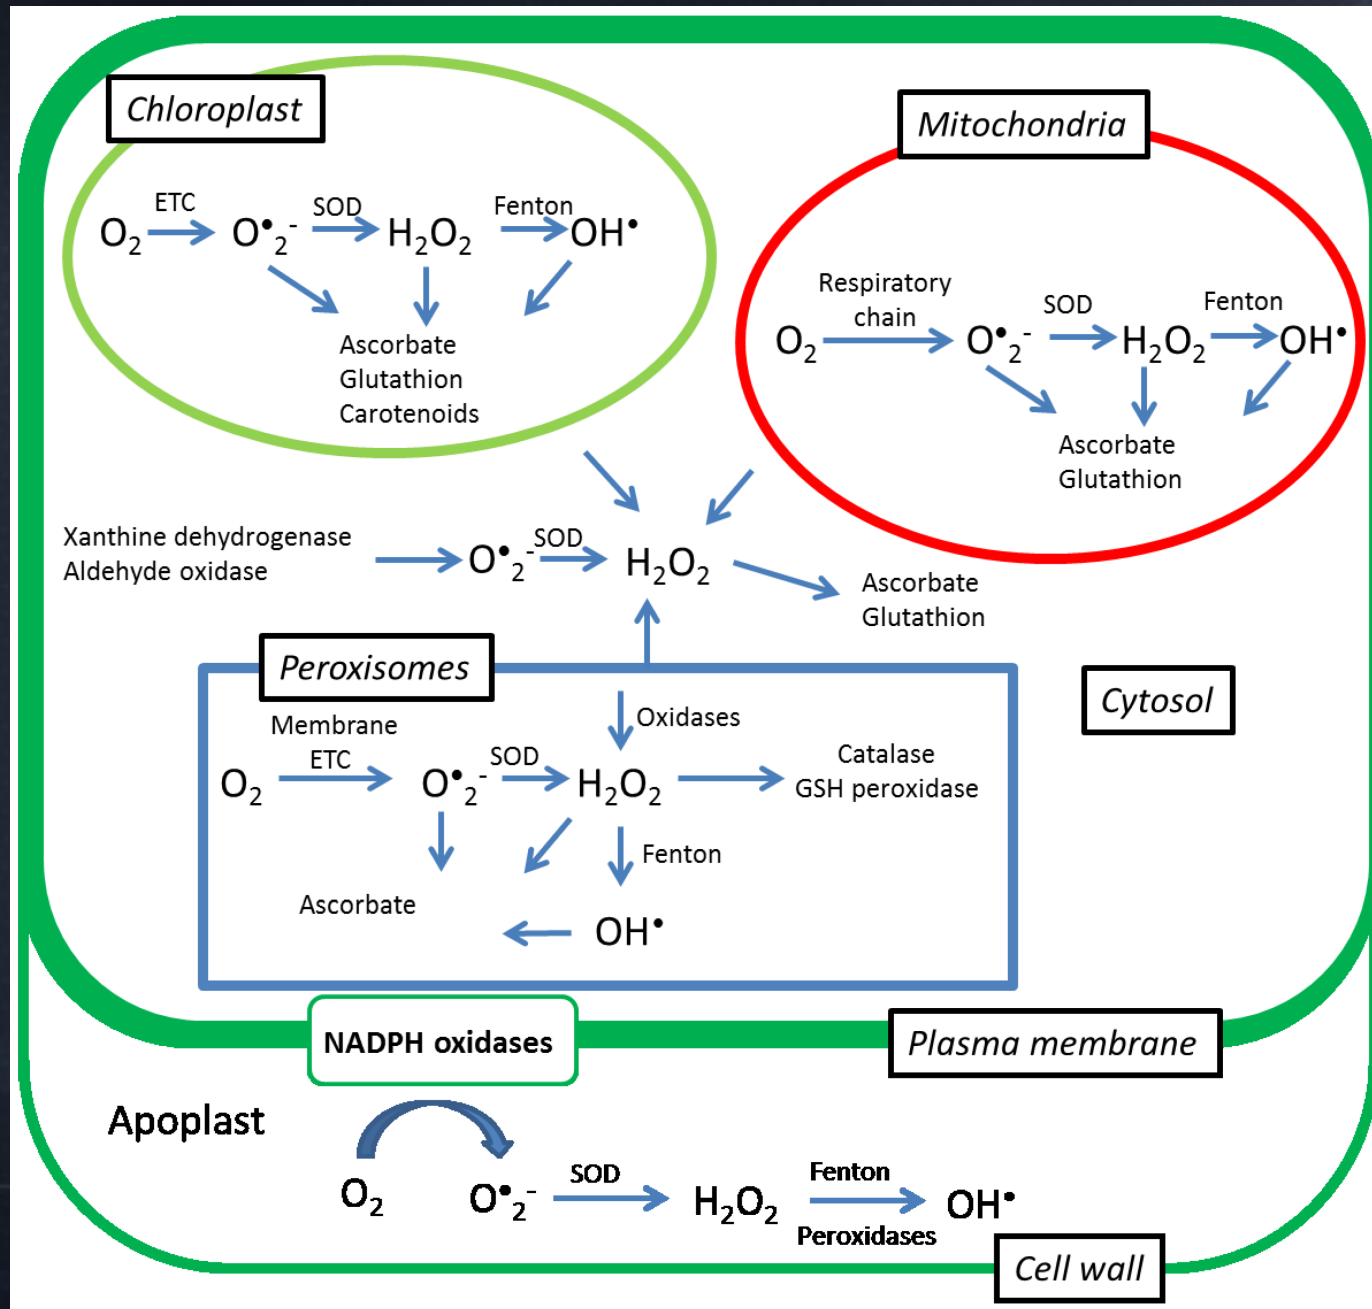 Chloroplast
ETC SOD Fenton
O₂ O•₂⁻ H₂O₂ OH•
Ascorbate
Glutathion
Carotenoids
Mitochondria
Respiratory
chain SOD Fenton
O₂ O•₂⁻ H₂O₂ OH•
Ascorbate
Glutathion
Xanthine dehydrogenase
Aldehyde oxidase
SOD
O•₂⁻ H₂O₂
Ascorbate
Glutathion
Peroxisomes
Cytosol
Oxidases
Membrane
ETC SOD
O₂ O•₂⁻ H₂O₂
Catalase
GSH peroxidase
Fenton
Ascorbate
OH•
NADPH oxidases
Plasma membrane
Apoplast
SOD Fenton
O₂ O•₂⁻ H₂O₂ OH•
Peroxidases
Cell wall